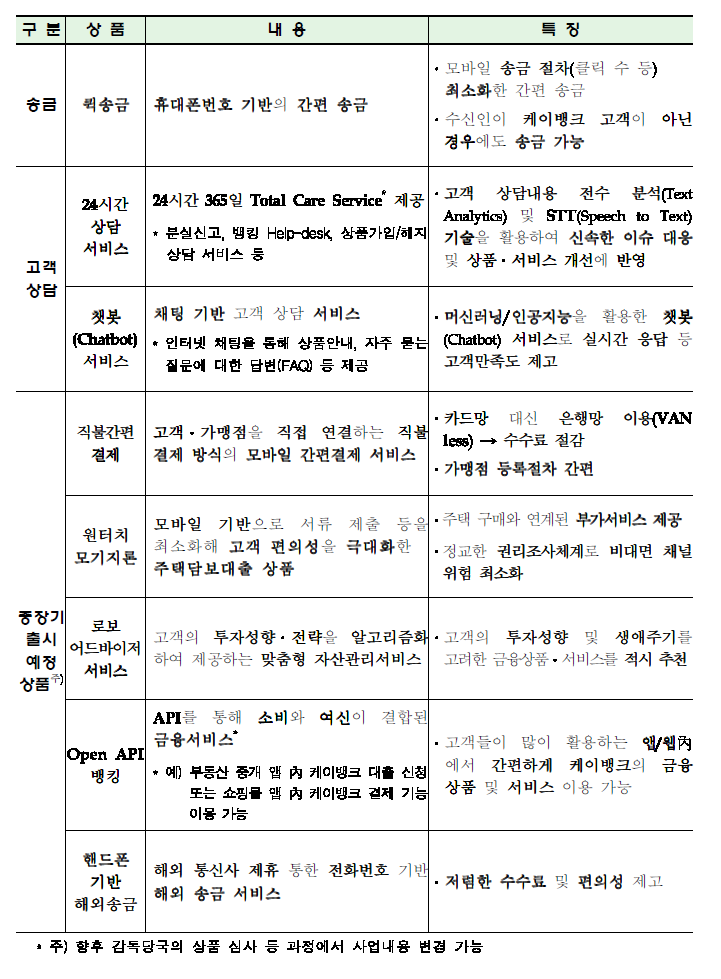 구 분 상 품 내 용 특 징
송금
퀵송금
휴대폰번호 기반의 간편 송금
· 모바일 송금 절차(클릭 수 등)
최소화한 간편 송금
· 수신인이 케이뱅크 고객이 아닌
경우에도 송금 가능
고객
상담
24시간
상담
서비스
24시간 365일 Total Care Service* 제공
* 분실신고, 뱅킹 Help-desk, 상품가입/해지
상담 서비스 등
· 고객 상담내용 전수 분석(Text
Analytics) 및 STT(Speech to Text)
기술을 활용하여 신속한 이슈 대응
및 상품·서비스 개선에 반영
챗봇
(Chatbot)
서비스
채팅 기반 고객 상담 서비스
* 인터넷 채팅을 통해 상품안내, 자주 묻는
질문에 대한 답변(FAQ) 등 제공
· 머신러닝/인공지능을 활용한 챗봇
(Chatbot) 서비스로 실시간 응답 등
고객만족도 제고
중장기
출시
예정
상품주)
직불간편
결제
고객·가맹점을 직접 연결하는 직불
결제 방식의 모바일 간편결제 서비스
· 카드망 대신 은행망 이용(VAN
less) → 수수료 절감
· 가맹점 등록절차 간편
원터치
모기지론
모바일 기반으로 서류 제출 등을
최소화해 고객 편의성을 극대화한
주택담보대출 상품
· 주택 구매와 연계된 부가서비스 제공
· 정교한 권리조사체계로 비대면 채널
위험 최소화
로보
어드바이저
서비스
고객의 투자성향·전략을 알고리즘화
하여 제공하는 맞춤형 자산관리서비스
· 고객의 투자성향 및 생애주기를
고려한 금융상품·서비스를 적시 추천
Open API
뱅킹
API를 통해 소비와 여신이 결합된
금융서비스*
* 예) 부동산 중개 앱 內 케이뱅크 대출 신청
또는 쇼핑몰 앱 內 케이뱅크 결제 기능
이용 가능
· 고객들이 많이 활용하는 앱/웹內
에서 간편하게 케이뱅크의 금융
상품 및 서비스 이용 가능
핸드폰
기반
해외송금
해외 통신사 제휴 통한 전화번호 기반
해외 송금 서비스
· 저렴한 수수료 및 편의성 제고
* 주) 향후 감독당국의 상품 심사 등 과정에서 사업내용 변경 가능